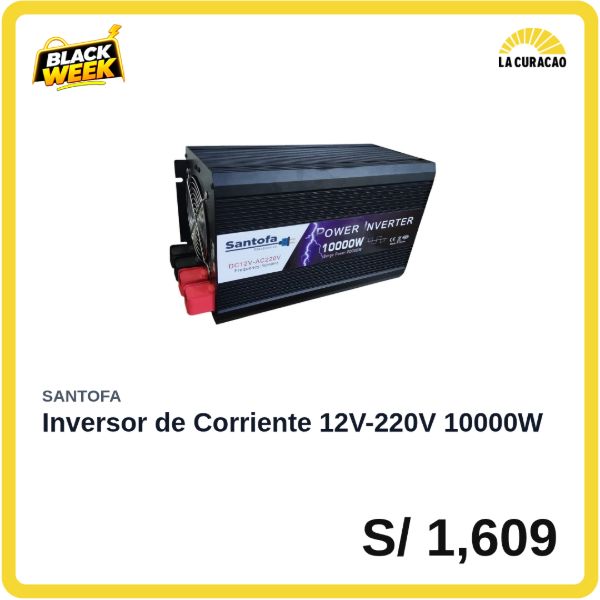 BLACK
WEEK
LA CURACAO
POWER INVERTER
Santofa
10000W
DC12V-AC220V
SANTOFA
Inversor de Corriente 12V-220V 10000W
S/ 1,609